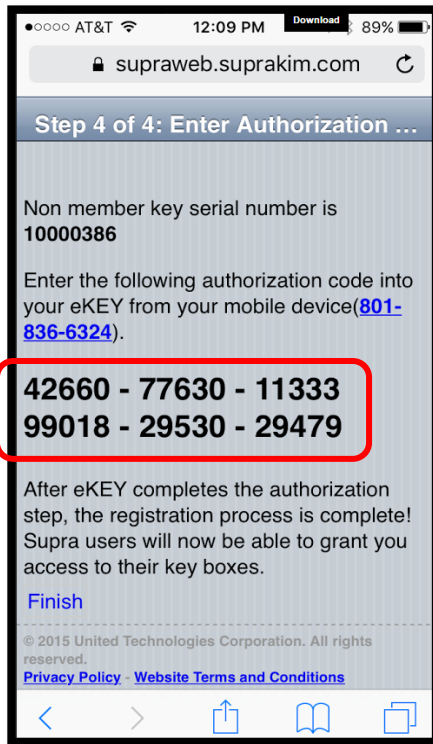 AT&T 12:09 PM Download 89%
supraweb.suprakim.com
Step 4 of 4: Enter Authorization ...
Non member key serial number is
10000386
Enter the following authorization code into
your eKEY from your mobile device(801-
836-6324).
42660 - 77630 - 11333
99018 - 29530 - 29479
After eKEY completes the authorization
step, the registration process is complete!
Supra users will now be able to grant you
access to their key boxes.
Finish
© 2015 United Technologies Corporation. All rights
reserved.
Privacy Policy - Website Terms and Conditions